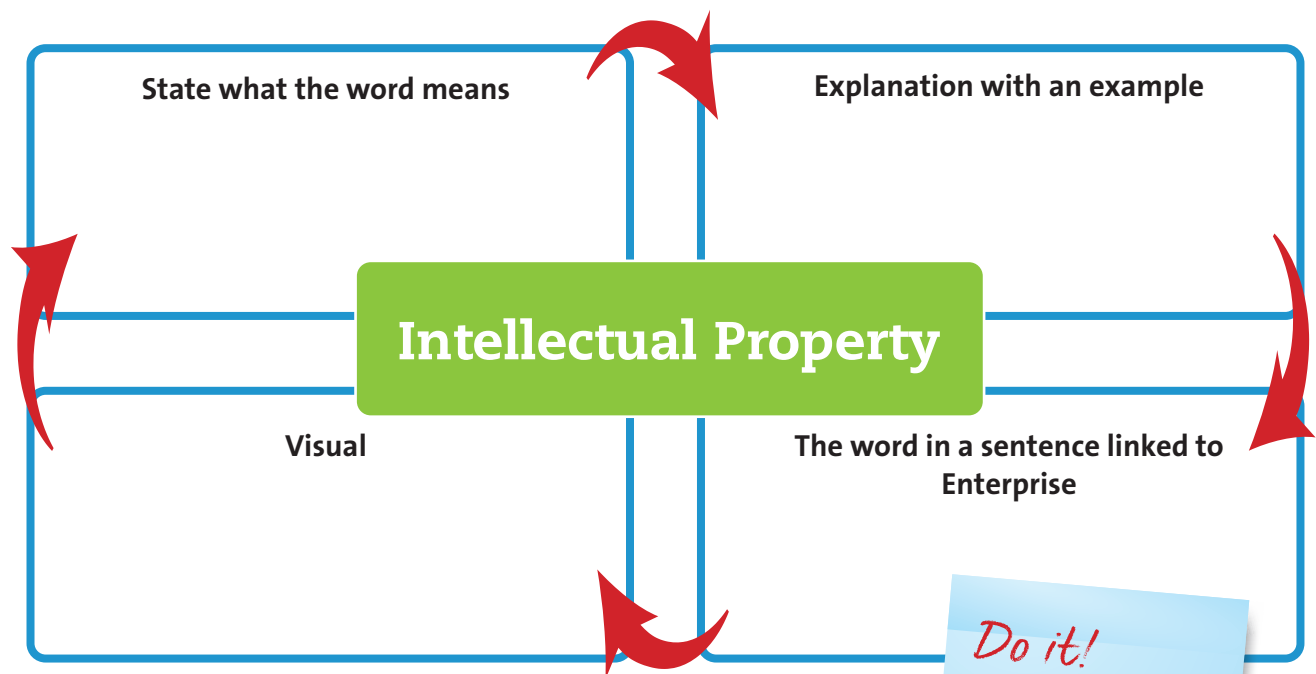 State what the word means
Explanation with an example
Intellectual Property
Visual
The word in a sentence linked to
Enterprise
Do it!